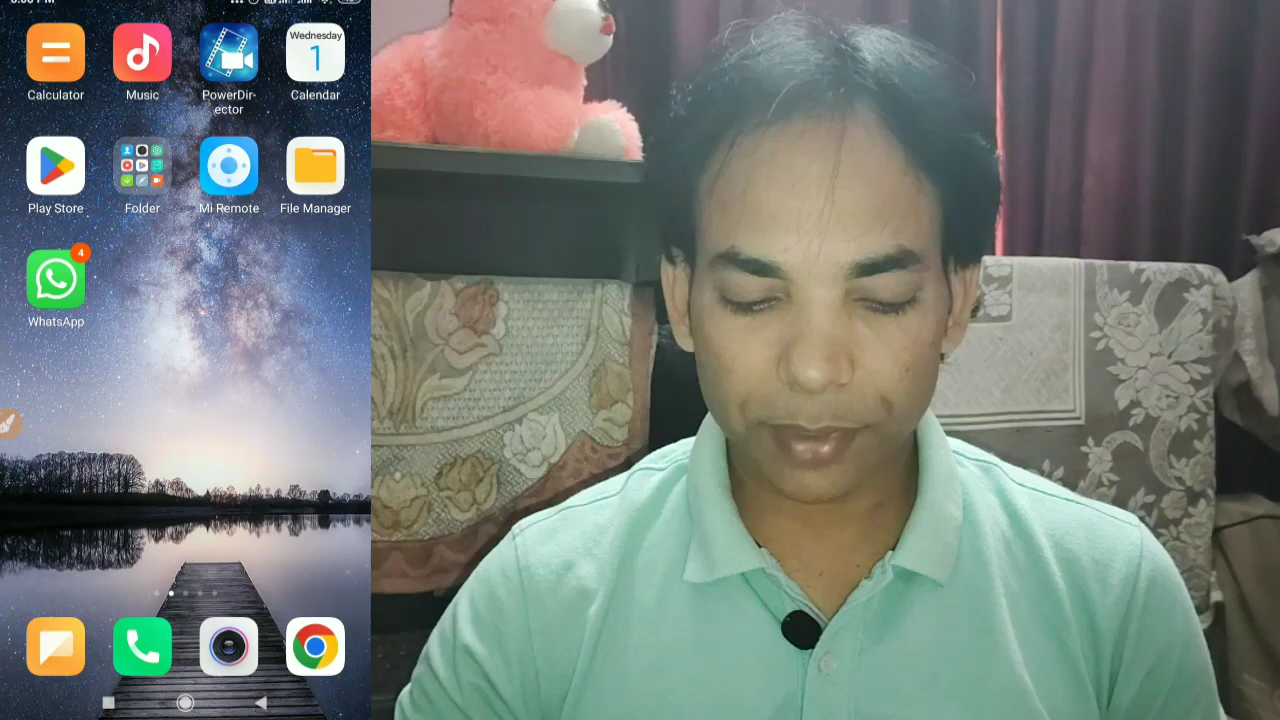 Wednesday
1
Calculator
Music
PowerDir-
ector
Calendar
Play Store
Folder
Mi Remote
File Manager
4
WhatsApp